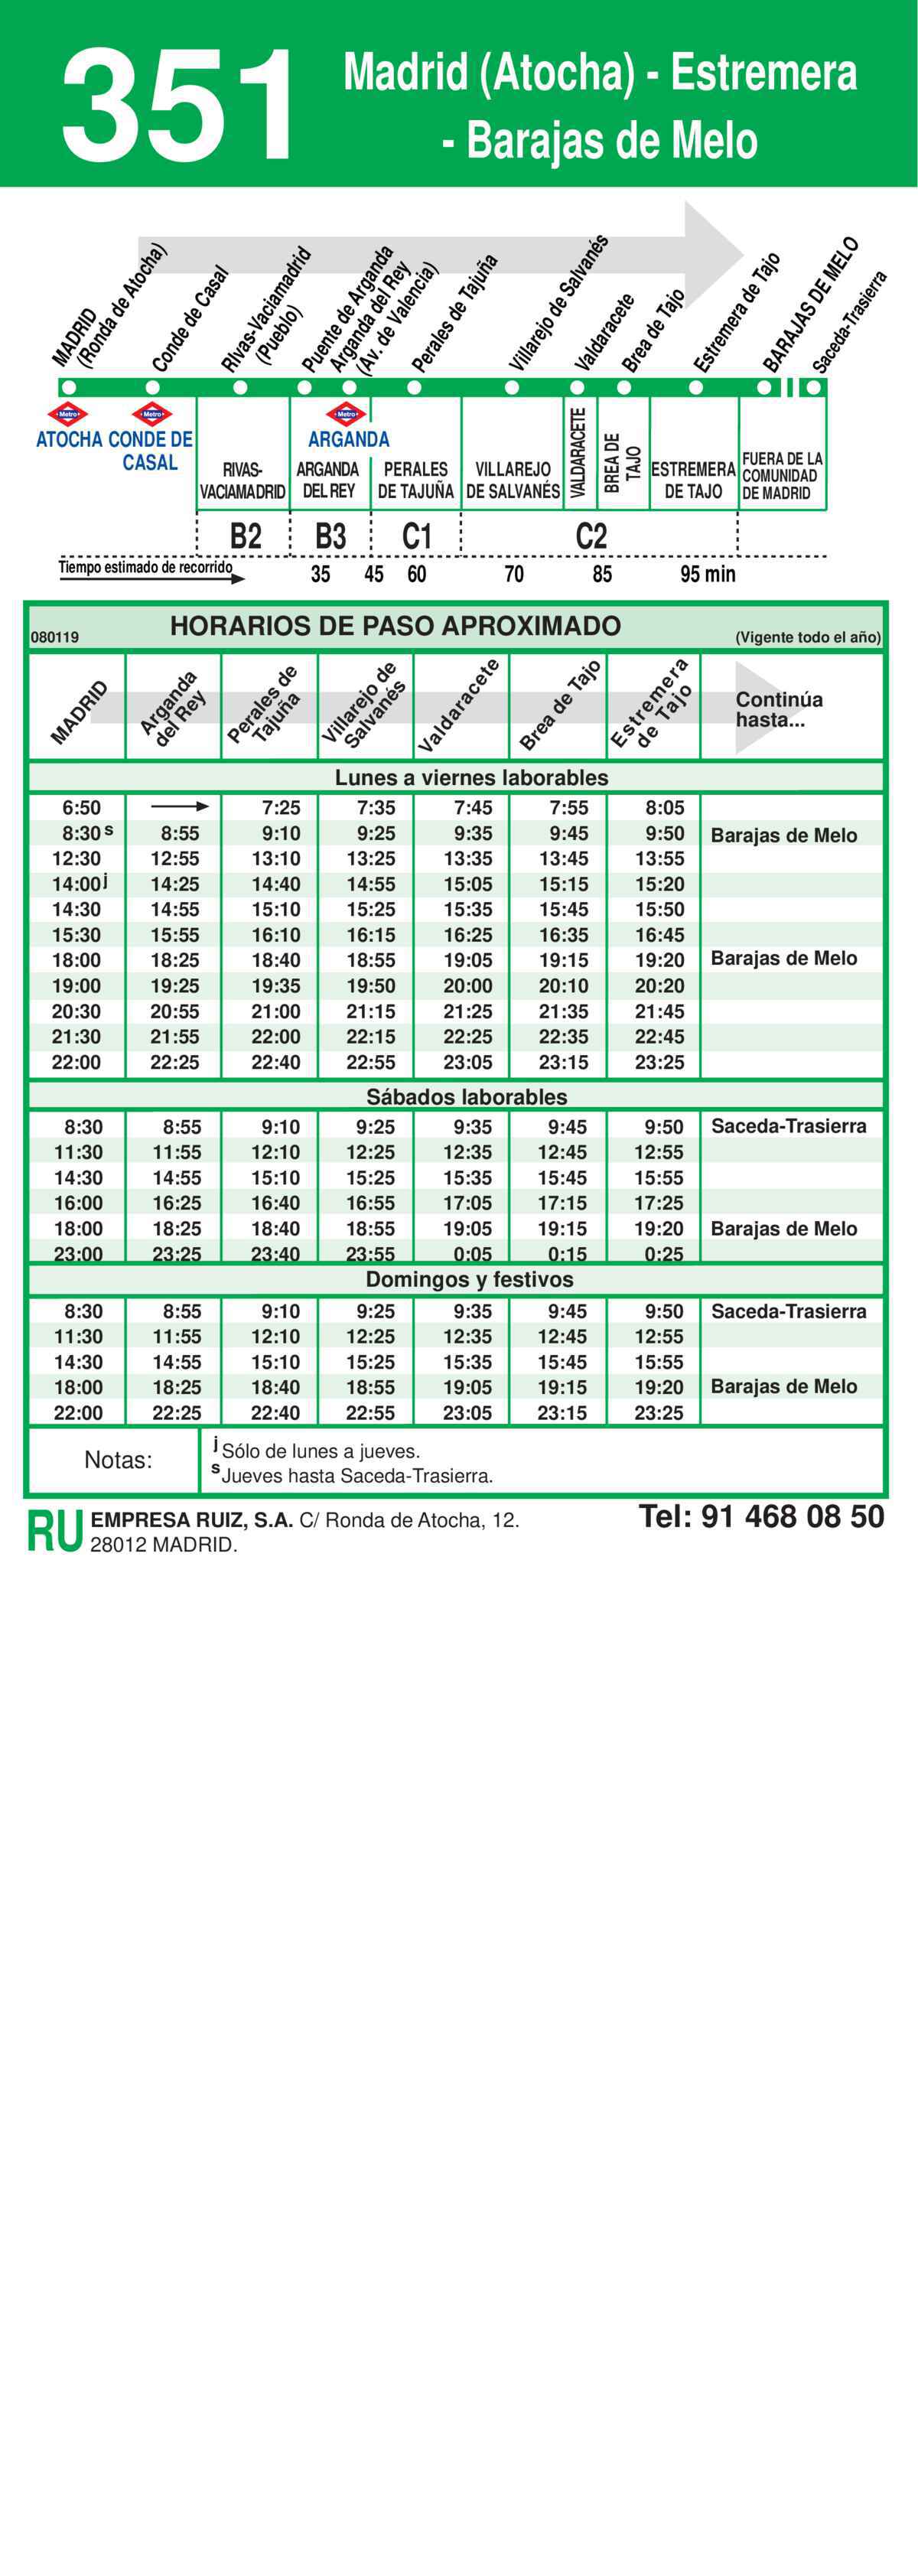 351
Madrid (Atocha) - Estremera
- Barajas de Melo
MADRID
(Ronda de Atocha)
Conde de Casal
Rivas-Vaciamadrid
(Pueblo)
Puente de Arganda
Arganda del Rey
(Av. de Valencia)
Perales de Tajuña
Villarejo de Salvanés
Valdaracete
Brea de Tajo
Estremera de Tajo
BARAJAS DE MELO
Saceda-Trasierra
Metro Metro Metro
ATOCHA CONDE DE CASAL ARGANDA
RIVAS-VACIAMADRID
ARGANDA DEL REY
PERALES DE TAJUÑA
VILLAREJO DE SALVANÉS
VALDARACETE
BREA DE TAJO
ESTREMERA DE TAJO
FUERA DE LA COMUNIDAD DE MADRID
B2 B3 C1 C2
Tiempo estimado de recorrido 35 45 60 70 85 95 min
080119 HORARIOS DE PASO APROXIMADO (Vigente todo el año)
MADRID Arganda del Rey Perales de Tajuña Villarejo de Salvanés Valdaracete Brea de Tajo Estremera de Tajo Continúa hasta...
Lunes a viernes laborables
6:50 7:25 7:35 7:45 7:55 8:05
8:30 s 8:55 9:10 9:25 9:35 9:45 9:50 Barajas de Melo
12:30 12:55 13:10 13:25 13:35 13:45 13:55
14:00 j 14:25 14:40 14:55 15:05 15:15 15:20
14:30 14:55 15:10 15:25 15:35 15:45 15:50
15:30 15:55 16:10 16:15 16:25 16:35 16:45
18:00 18:25 18:40 18:55 19:05 19:15 19:20 Barajas de Melo
19:00 19:25 19:35 19:50 20:00 20:10 20:20
20:30 20:55 21:00 21:15 21:25 21:35 21:45
21:30 21:55 22:00 22:15 22:25 22:35 22:45
22:00 22:25 22:40 22:55 23:05 23:15 23:25
Sábados laborables
8:30 8:55 9:10 9:25 9:35 9:45 9:50 Saceda-Trasierra
11:30 11:55 12:10 12:25 12:35 12:45 12:55
14:30 14:55 15:10 15:25 15:35 15:45 15:55
16:00 16:25 16:40 16:55 17:05 17:15 17:25
18:00 18:25 18:40 18:55 19:05 19:15 19:20 Barajas de Melo
23:00 23:25 23:40 23:55 0:05 0:15 0:25
Domingos y festivos
8:30 8:55 9:10 9:25 9:35 9:45 9:50 Saceda-Trasierra
11:30 11:55 12:10 12:25 12:35 12:45 12:55
14:30 14:55 15:10 15:25 15:35 15:45 15:55
18:00 18:25 18:40 18:55 19:05 19:15 19:20 Barajas de Melo
22:00 22:25 22:40 22:55 23:05 23:15 23:25
Notas:
j Sólo de lunes a jueves.
s Jueves hasta Saceda-Trasierra.
RU EMPRESA RUIZ, S.A. C/ Ronda de Atocha, 12.
28012 MADRID.
Tel: 91 468 08 50